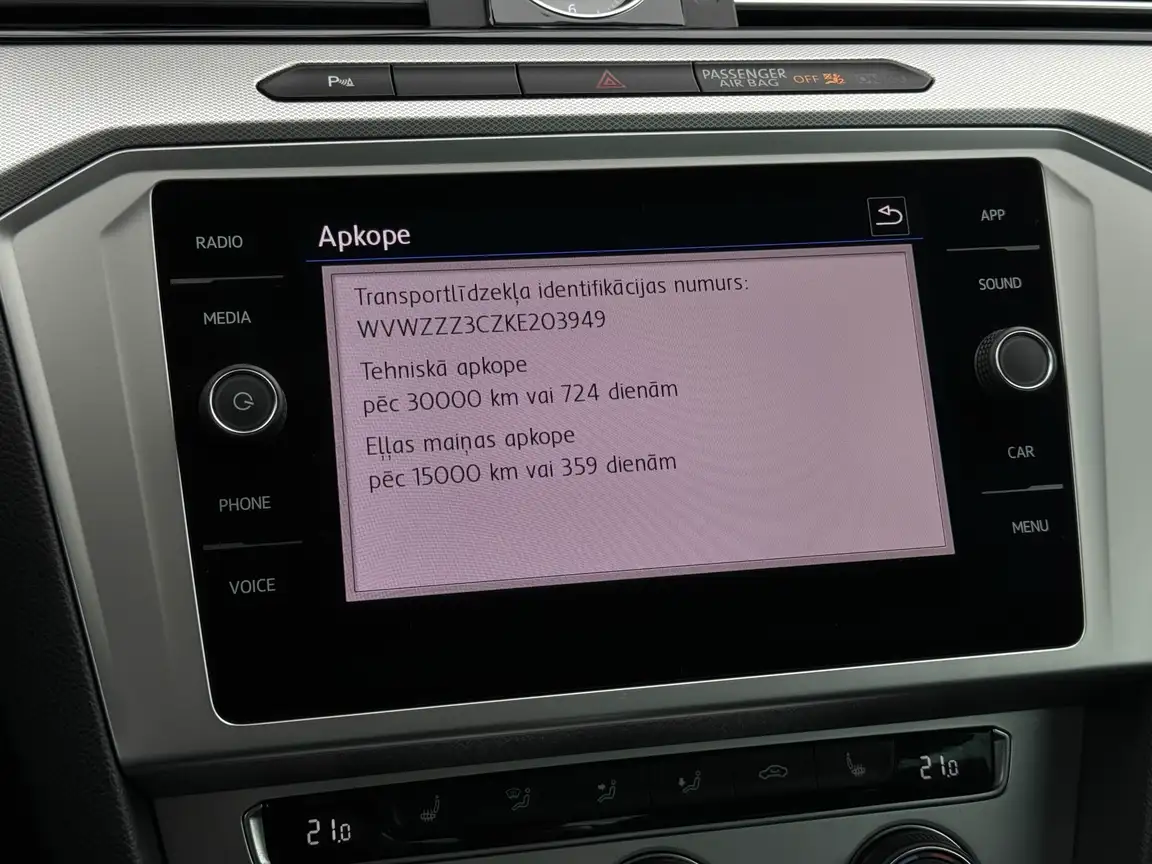 6
P
PASSENGER
AIR BAG OFF
RADIO
Apkope
APP
MEDIA
SOUND
Transportlīdzekļa identifikācijas numurs:
WVWZZZ3CZKE203949
Tehniskā apkope
pēc 30000 km vai 724 dienām
Eļļas maiņas apkope
pēc 15000 km vai 359 dienām
PHONE
CAR
VOICE
MENU
21.0
21.0